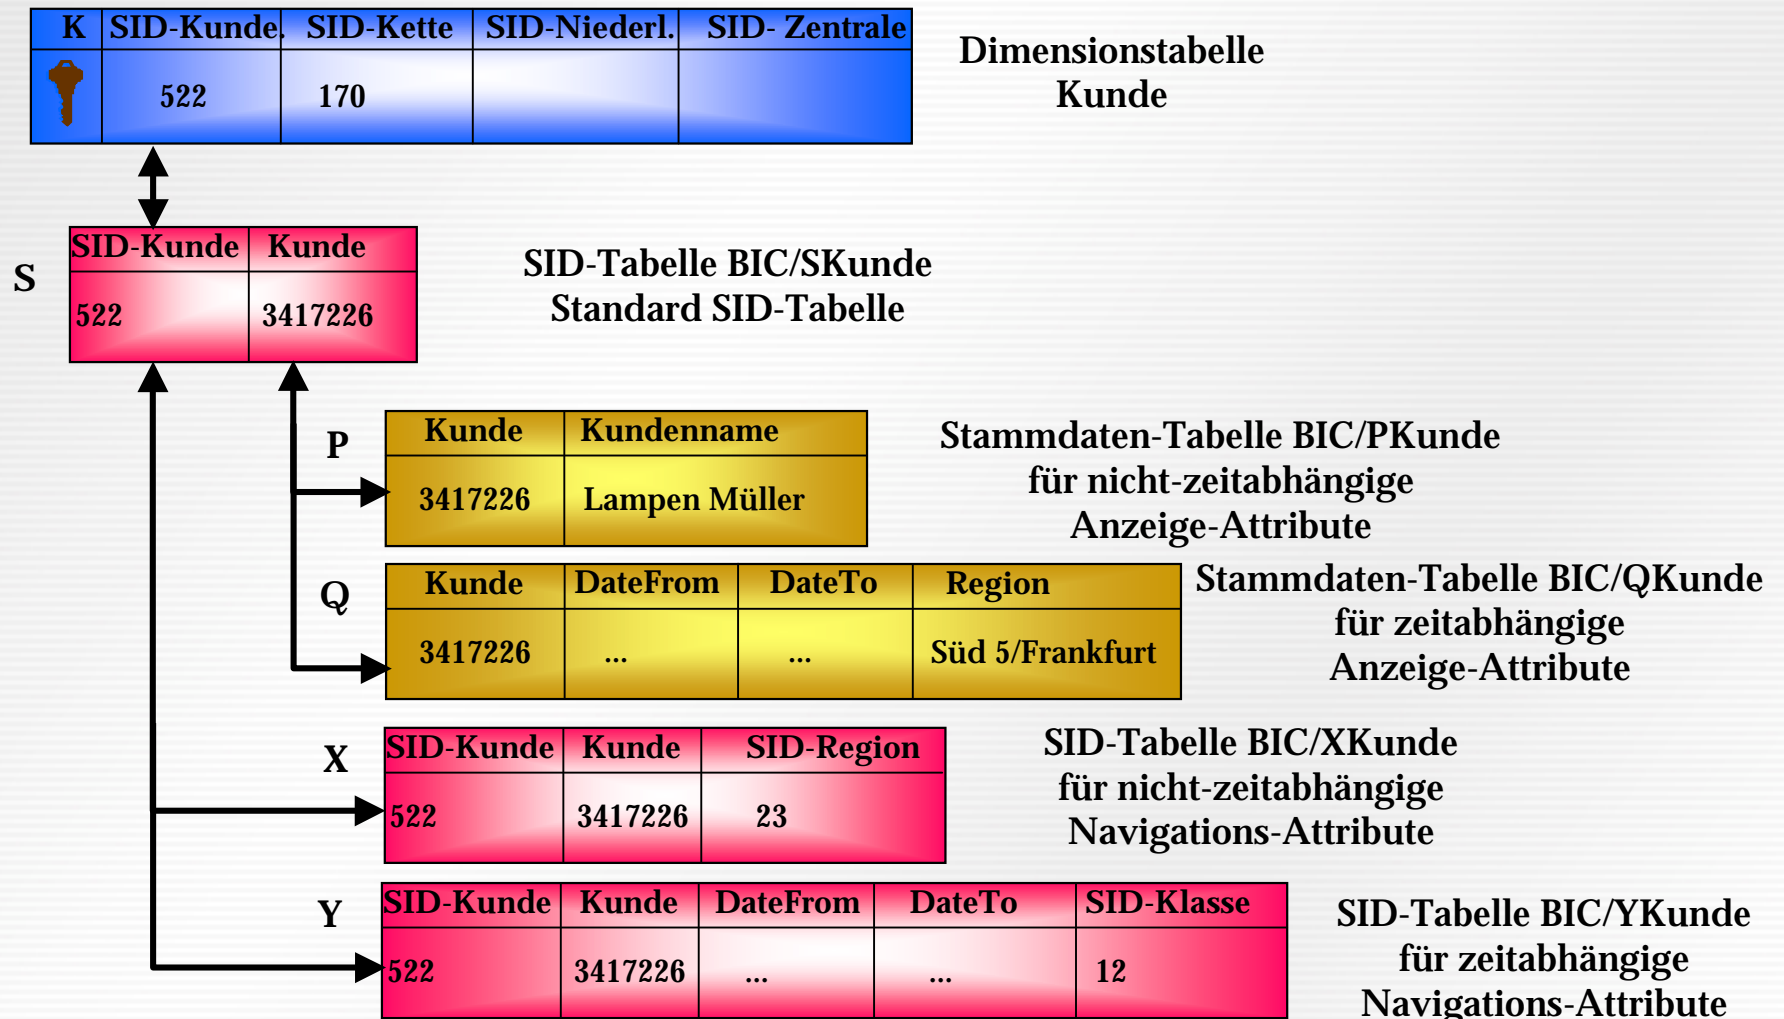 K SID-Kunde. SID-Kette SID-Niederl. SID- Zentrale
522 170
Dimensionstabelle
Kunde
S
SID-Kunde Kunde
522 3417226
SID-Tabelle BIC/SKunde
Standard SID-Tabelle
P
Kunde Kundenname
3417226 Lampen Müller
Stammdaten-Tabelle BIC/PKunde
für nicht-zeitabhängige
Anzeige-Attribute
Q
Kunde DateFrom DateTo Region
3417226 ... ... Süd 5/Frankfurt
Stammdaten-Tabelle BIC/QKunde
für zeitabhängige
Anzeige-Attribute
X
SID-Kunde Kunde SID-Region
522 3417226 23
SID-Tabelle BIC/XKunde
für nicht-zeitabhängige
Navigations-Attribute
Y
SID-Kunde Kunde DateFrom DateTo SID-Klasse
522 3417226 ... ... 12
SID-Tabelle BIC/YKunde
für zeitabhängige
Navigations-Attribute